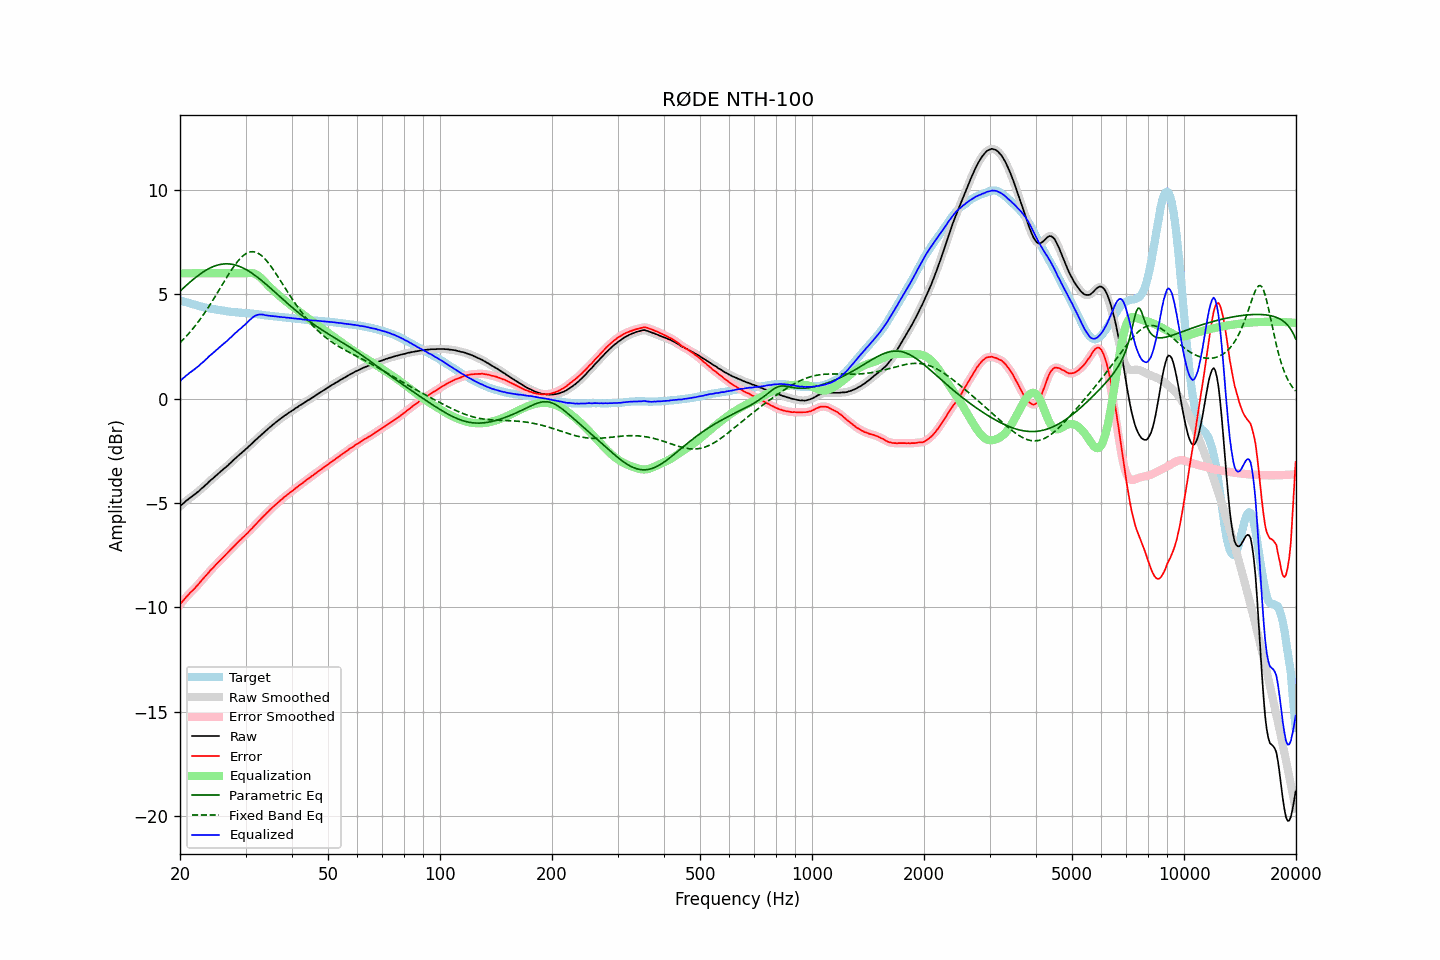 RØDE NTH-100
Amplitude (dBr)
10
5
0
−5
−10
−15
−20
Target
Raw Smoothed
Error Smoothed
Raw
Error
Equalization
Parametric Eq
Fixed Band Eq
Equalized
20 50 100 200 500 1000 2000 5000 10000 20000
Frequency (Hz)